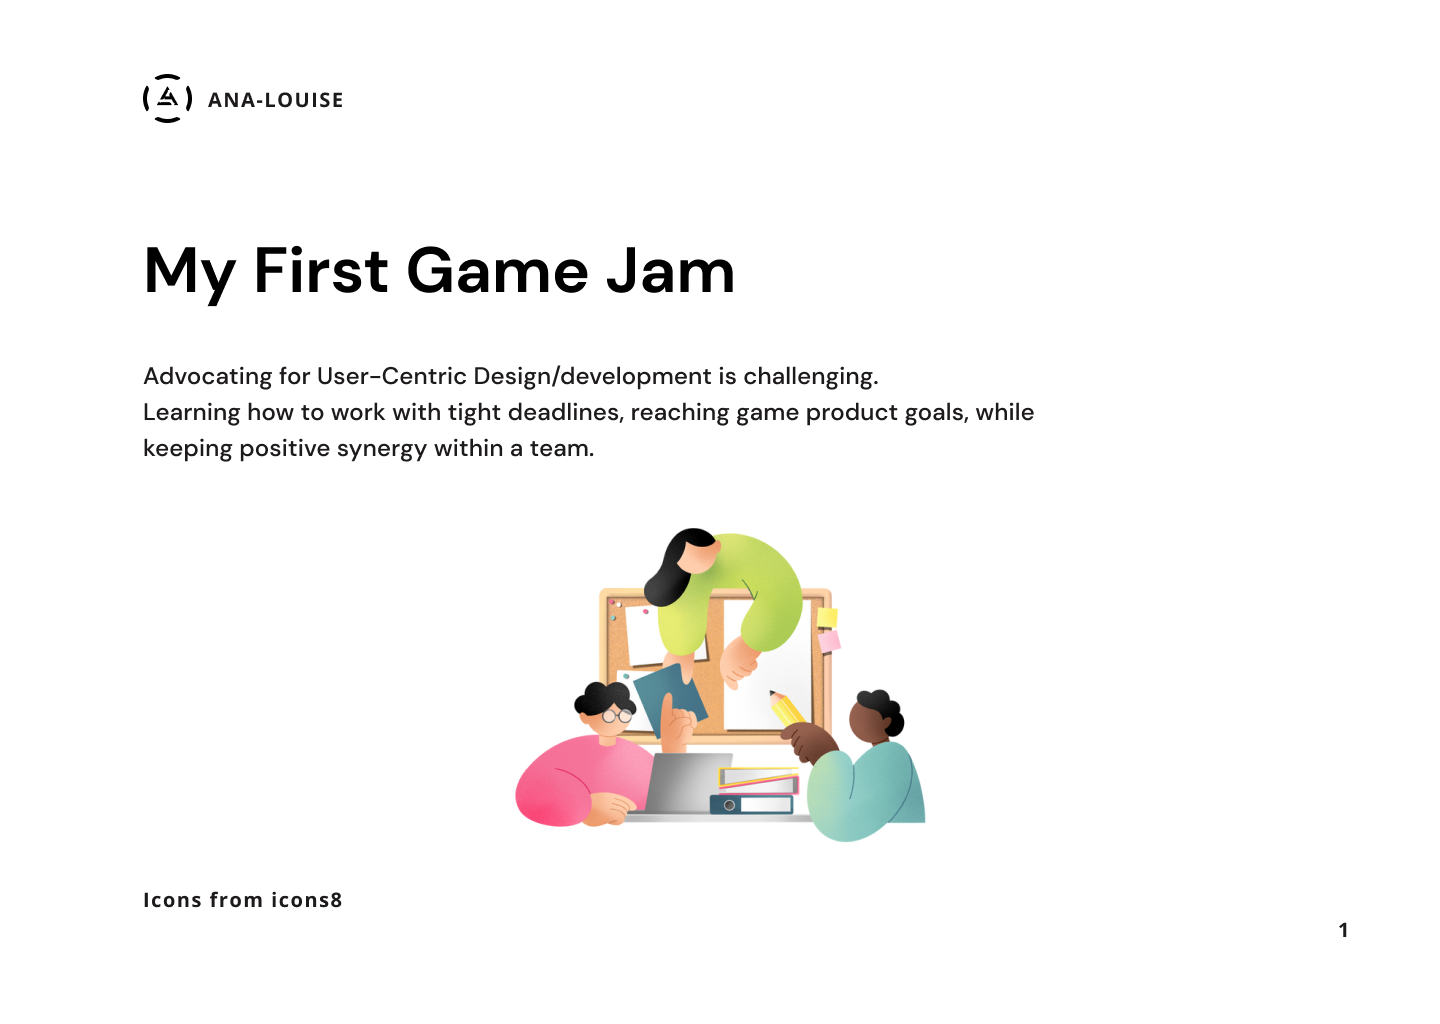 ANA-LOUISE
My First Game Jam
Advocating for User-Centric Design/development is challenging.
Learning how to work with tight deadlines, reaching game product goals, while
keeping positive synergy within a team.
Icons from icons8
1